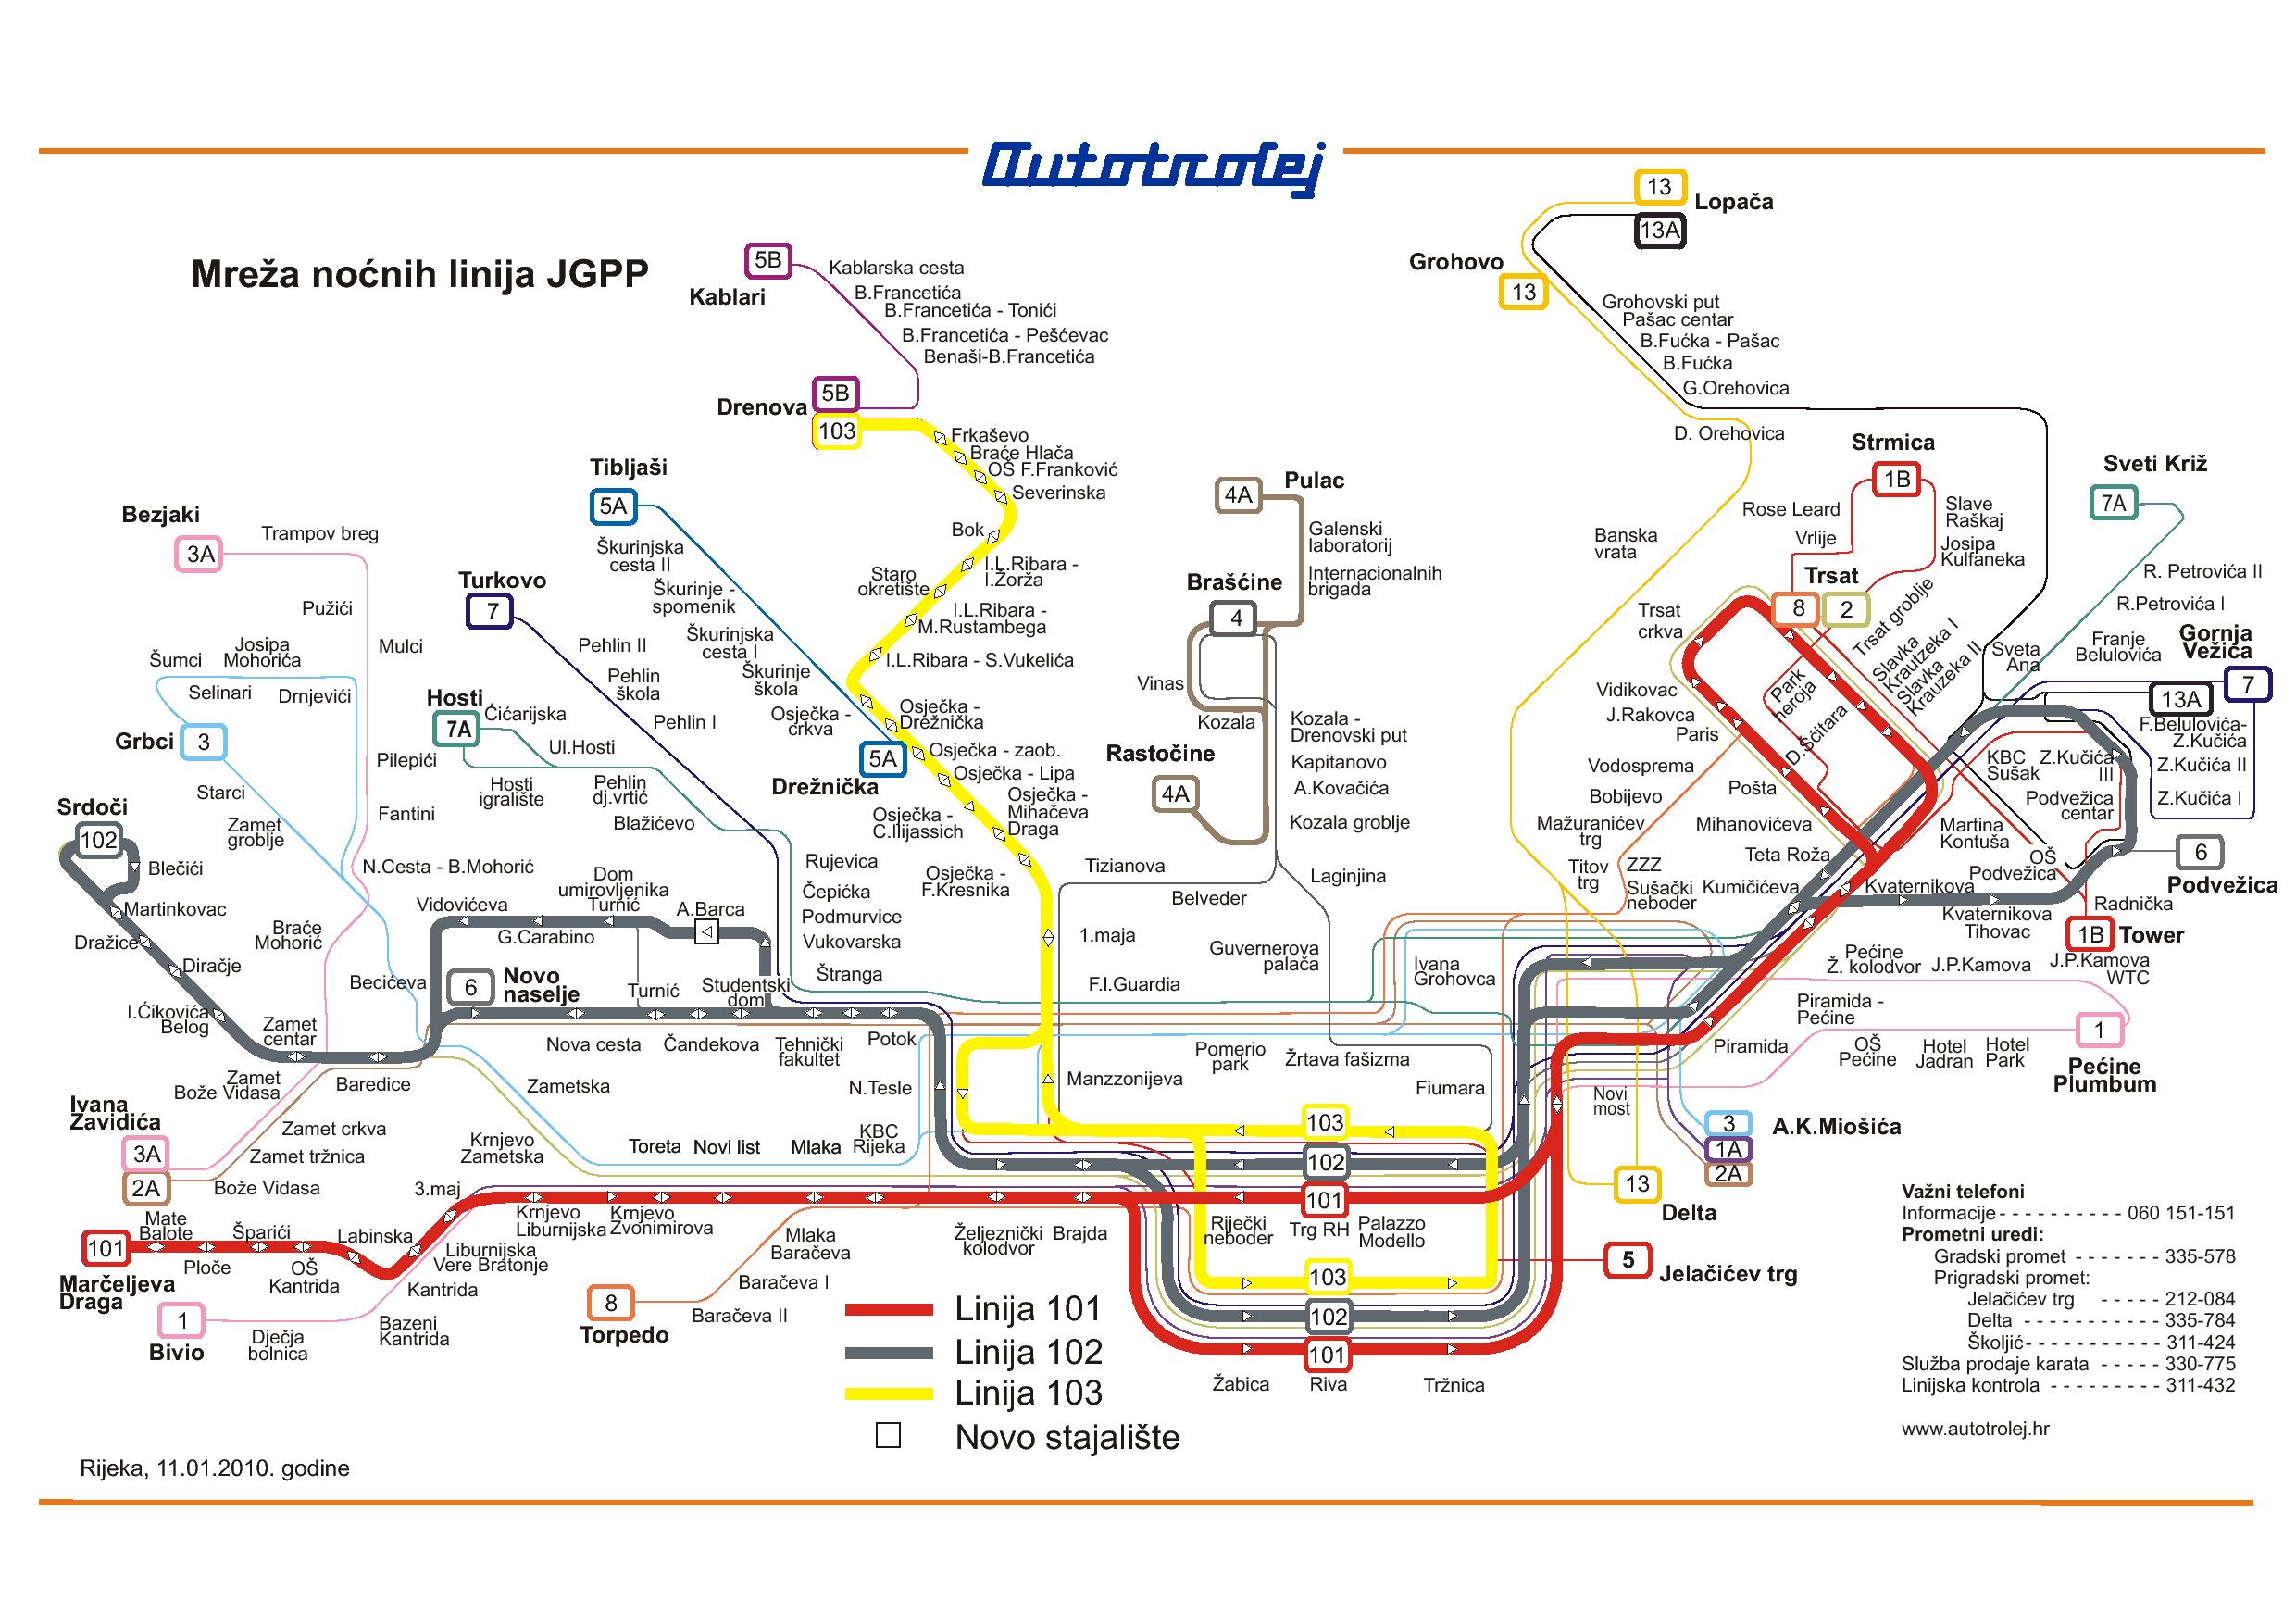 autotrolej
Mreža noćnih linija JGPP
13
Lopača
13A
Grohovo
13
Grohovski put
Pašac centar
B.Fućka - Pašac
B.Fućka
G.Orehovica
D. Orehovica
5B
Kablari
Kablarska cesta
B.Francetića
B.Francetića - Tonići
B.Francetića - Pešćevac
Benaši-B.Francetića
Drenova
5B
103
Frkaševo
Braće Hlača
OŠ F.Franković
Severinska
Bok
I.L.Ribara -
I.Žorža
Staro
okretište
I.L.Ribara -
M.Rustambega
I.L.Ribara - S.Vukelića
Osječka -
Drežnička
Osječka -
crkva
Osječka - zaob.
Osječka - Lipa
Osječka -
Mihačeva
Draga
Osječka -
C.Ilijassich
Osječka -
F.Kresnika
Tibljaši
5A
Škurinjska
cesta II
Škurinje -
spomenik
Škurinjska
cesta I
Škurinje
škola
5A
Drežnička
Bezjaki
3A
Trampov breg
Pužići
Mulci
Josipa
Mohorića
Šumci
Selinari
Drnjevići
Grbci
3
Starci
Zamet
groblje
Pilepići
Fantini
N.Cesta - B.Mohorić
Braće
Mohorić
Becićeva
Turkovo
7
Pehlin II
Pehlin
škola
Pehlin I
Hosti
7A
Ćićarijska
Ul.Hosti
Hosti
igralište
Pehlin
dj.vrtić
Blažićevo
Rujevica
Čepićka
Podmurvice
Vukovarska
Štranga
Srdoči
102
Blečići
Martinkovac
Dražice
Diračje
I.Ćikovića
Belog
Zamet
centar
Baredice
Vidovićeva
Dom
umirovljenika
Turnić
A.Barca
G.Carabino
6
Novo
naselje
Turnić
Studentski
dom
Nova cesta
Čandekova
Tehnički
fakultet
Potok
Zametska
N.Tesle
KBC
Rijeka
Toreta
Novi list
Mlaka
Krnjevo
Zametska
Zamet
Bože Vidasa
Ivana
Zavidića
3A
2A
Zamet crkva
Zamet tržnica
Bože Vidasa
3.maj
Mate
Balote
101
Marčeljeva
Draga
Ploče
Šparići
OŠ
Kantrida
Labinska
Kantrida
Liburnijska
Vere Bratonje
Krnjevo
Liburnijska
Krnjevo
Zvonimirova
1
Bivio
Dječja
bolnica
Bazeni
Kantrida
8
Torpedo
Mlaka
Baračeva
Baračeva I
Baračeva II
Željeznički
kolodvor
Brajda
4A
Pulac
Galenski
laboratorij
Internacionalnih
brigada
Brašćine
4
Vinas
Kozala
Rastočine
4A
Kozala -
Drenovski put
Kapitanovo
A.Kovačića
Kozala groblje
Tizianova
Belveder
Laginjina
1.maja
F.I.Guardia
Guvernerova
palača
Ivana
Grohovca
Manzzonijeva
Pomerio
park
Žrtava fašizma
Fiumara
103
102
101
Riječki
neboder
Trg RH
Palazzo
Modello
103
102
101
Žabica
Riva
Tržnica
Banska
vrata
Strmica
1B
Rose Leard
Vrlije
Slave
Raškaj
Josipa
Kulfaneka
Trsat
8
2
Trsat
crkva
Trsat groblje
Slavka
Krautzeka I
Slavka
Krauzeka II
Park
heroja
D.Šćitara
Vidikovac
J.Rakovca
Paris
Vodosprema
Bobijevo
Mažuranićev
trg
Titov
trg
ZZZ
Sušački
neboder
Pošta
Mihanovićeva
Teta Roža
Kumičićeva
Sveti Križ
7A
R. Petrovića II
R.Petrovića I
Franje
Belulovića
Gornja
Vežica
7
13A
Sveta
Ana
F.Belulovića-
Z.Kučića
Z.Kučića II
Z.Kučića I
KBC
Sušak
Z.Kučića
III
Podvežica
centar
Martina
Kontuša
OŠ
Podvežica
6
Podvežica
Kvaternikova
Kvaternikova
Tihovac
Radnička
1B
Tower
J.P.Kamova
WTC
Pećine
Ž. kolodvor
J.P.Kamova
Piramida -
Pećine
Piramida
OŠ
Pećine
Hotel
Jadran
Hotel
Park
1
Pećine
Plumbum
Novi
most
3
1A
2A
A.K.Miošića
13
Delta
5
Jelačićev trg
Linija 101
Linija 102
Linija 103
Novo stajalište
Važni telefoni
Informacije - - - - - - - - - - 060 151-151
Prometni uredi:
Gradski promet - - - - - - - 335-578
Prigradski promet:
Jelačićev trg - - - - - 212-084
Delta - - - - - - - - - - 335-784
Školjić- - - - - - - - - - 311-424
Služba prodaje karata - - - - - 330-775
Linijska kontrola - - - - - - - - - 311-432
www.autotrolej.hr
Rijeka, 11.01.2010. godine